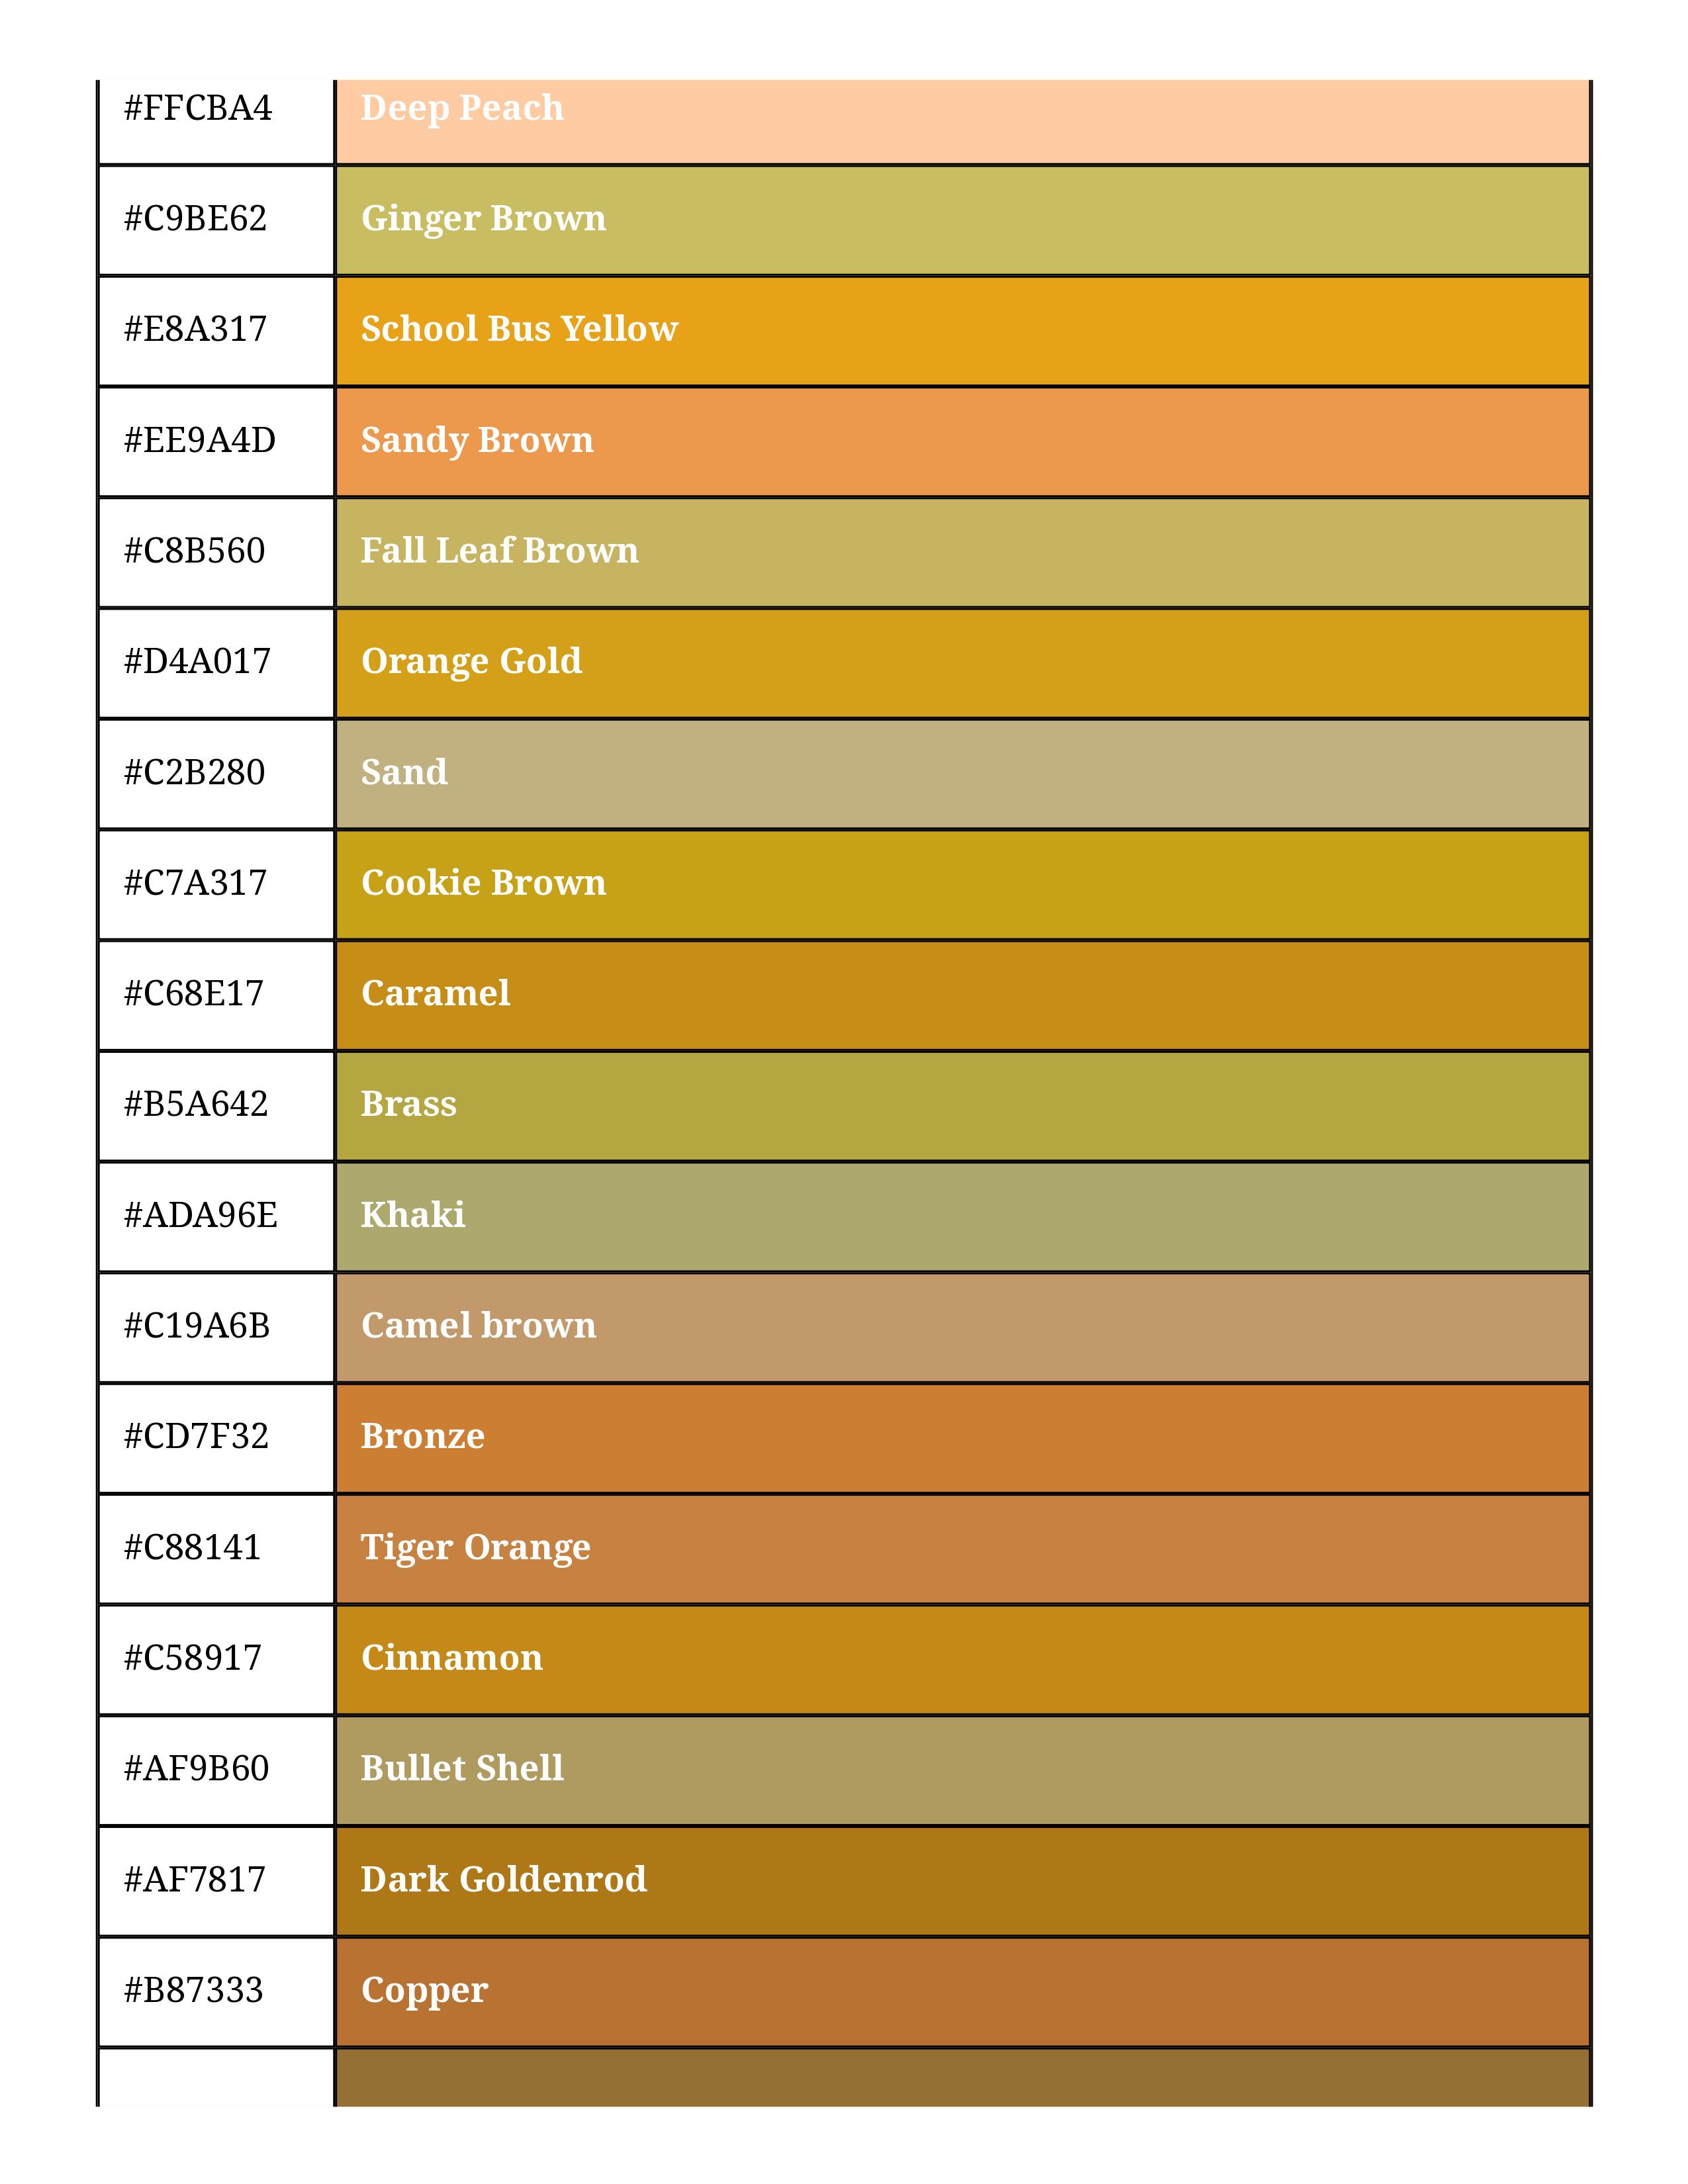 #FFCBA4 Deep Peach
#C9BE62 Ginger Brown
#E8A317 School Bus Yellow
#EE9A4D Sandy Brown
#C8B560 Fall Leaf Brown
#D4A017 Orange Gold
#C2B280 Sand
#C7A317 Cookie Brown
#C68E17 Caramel
#B5A642 Brass
#ADA96E Khaki
#C19A6B Camel brown
#CD7F32 Bronze
#C88141 Tiger Orange
#C58917 Cinnamon
#AF9B60 Bullet Shell
#AF7817 Dark Goldenrod
#B87333 Copper